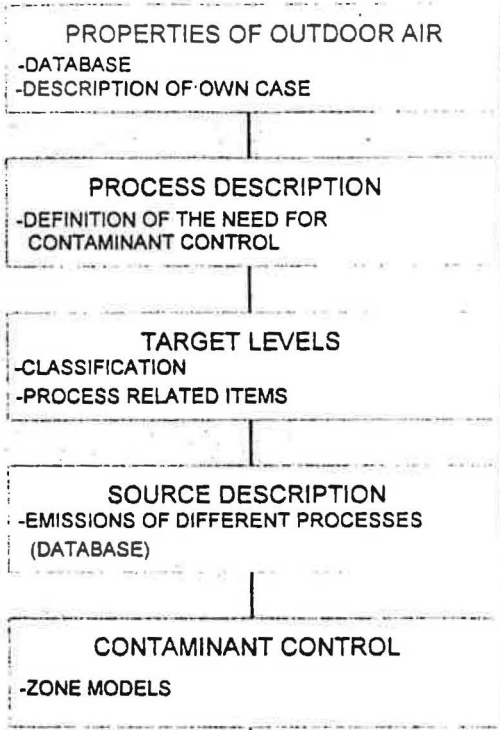 PROPERTIES OF OUTDOOR AIR
-DATABASE
-DESCRIPTION OF OWN CASE
PROCESS DESCRIPTION
-DEFINITION OF THE NEED FOR
CONTAMINANT CONTROL
TARGET LEVELS
-CLASSIFICATION
-PROCESS RELATED ITEMS
SOURCE DESCRIPTION
-EMISSIONS OF DIFFERENT PROCESSES
(DATABASE)
CONTAMINANT CONTROL
-ZONE MODELS